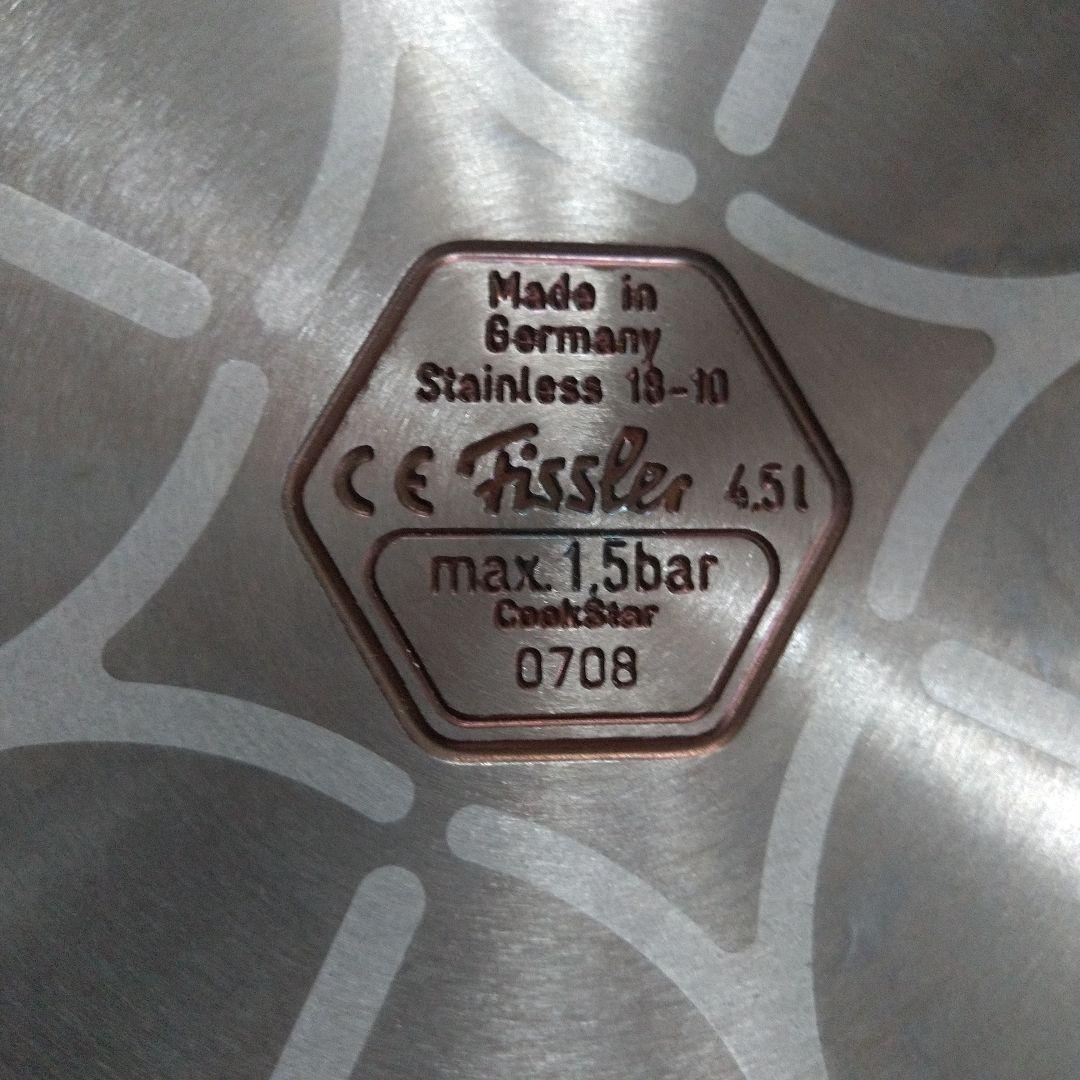 Made in
Germany
Stainless 18-10
CE Fissler 4,5l
max. 1,5bar
CookStar
0708